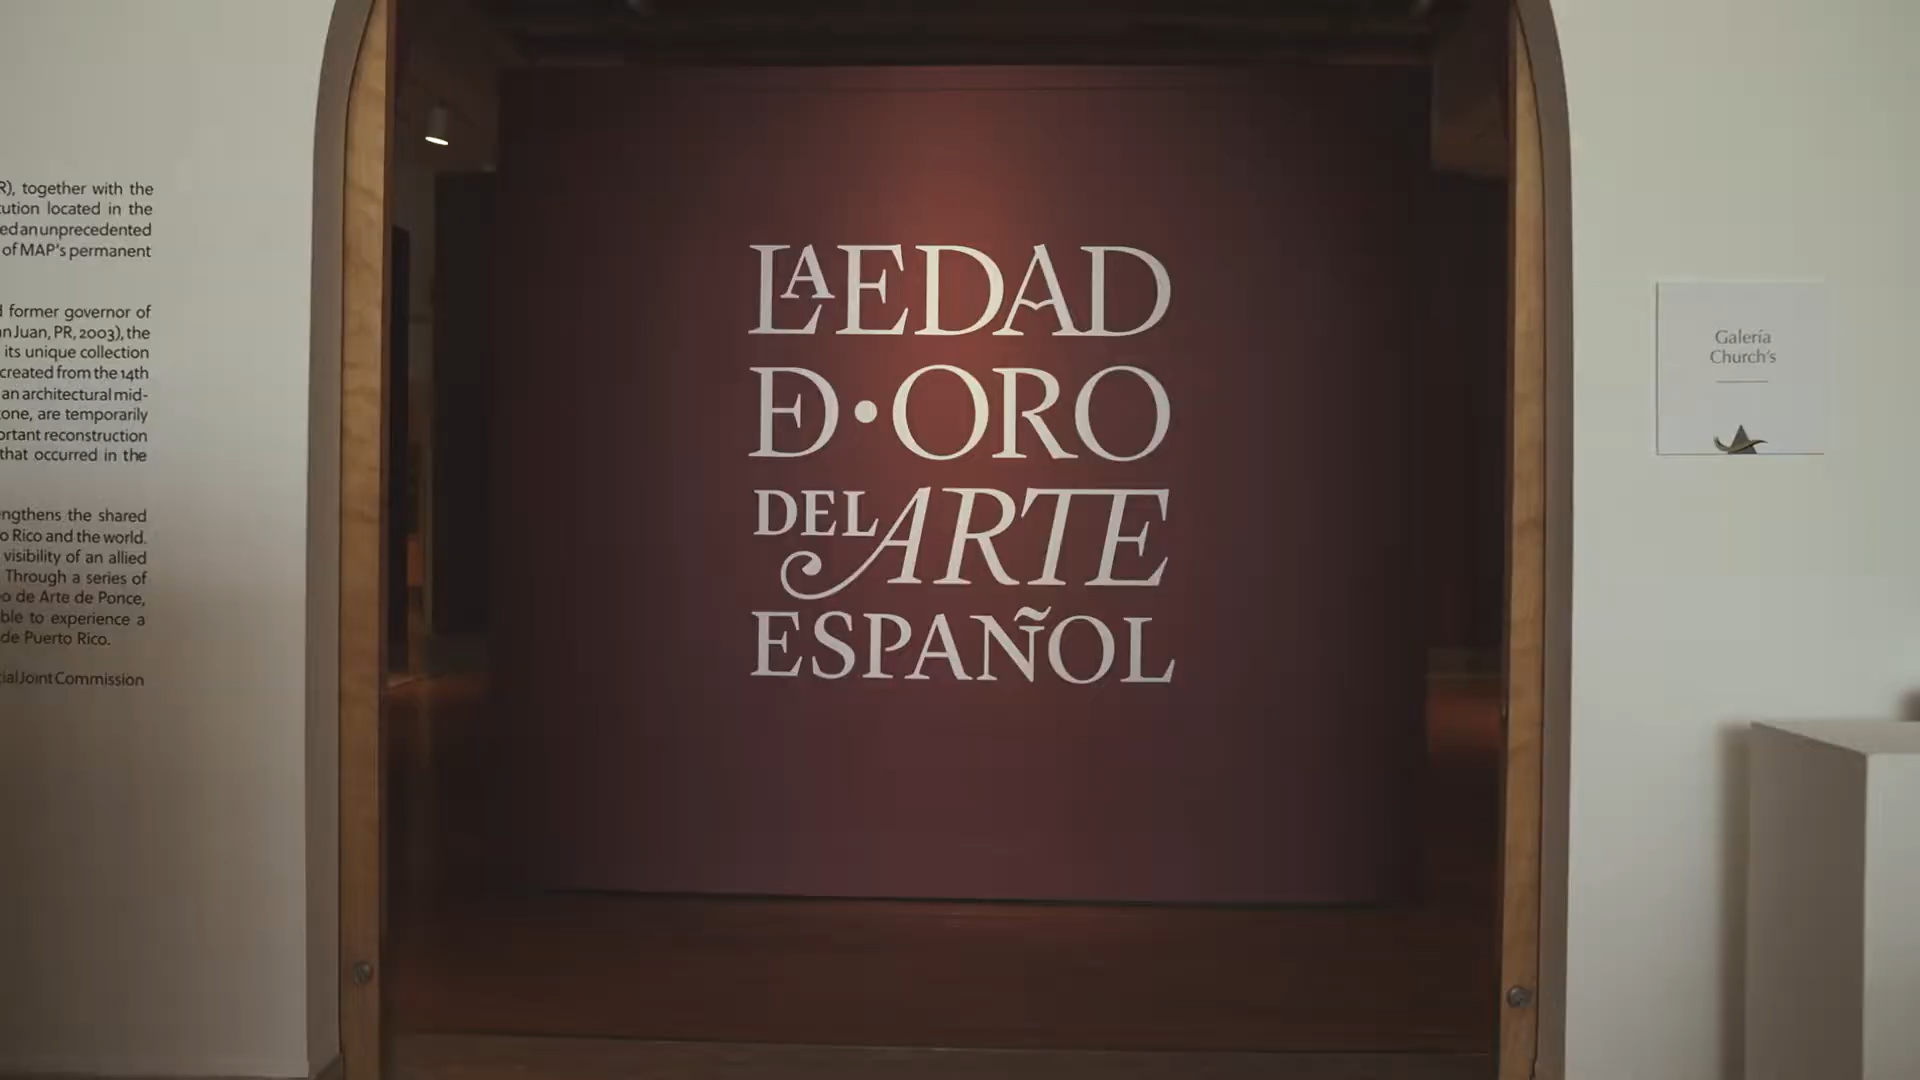 R), together with the
ution located in the
ed an unprecedented
of MAP's permanent
former governor of
n Juan, PR, 2003), the
its unique collection
created from the 14th
an architectural mid-
one, are temporarily
ortant reconstruction
that occurred in the
ngthens the shared
o Rico and the world.
visibility of an allied
Through a series of
o de Arte de Ponce,
ble to experience a
de Puerto Rico.
ial Joint Commission
LA EDAD
DE • ORO
DEL ARTE
ESPAÑOL
Galería
Church's